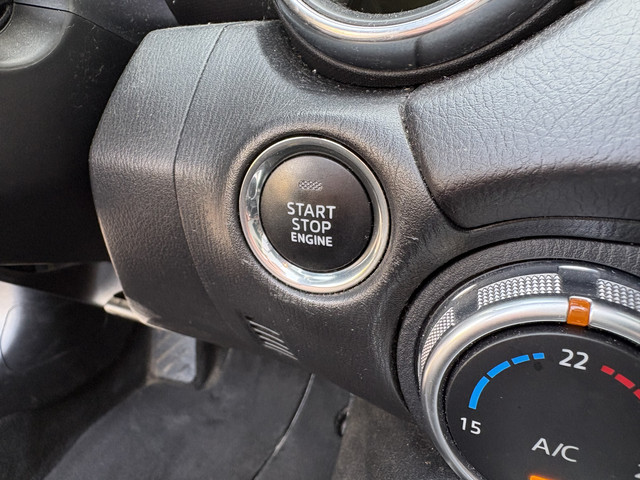 START
STOP
ENGINE
22
15
A/C